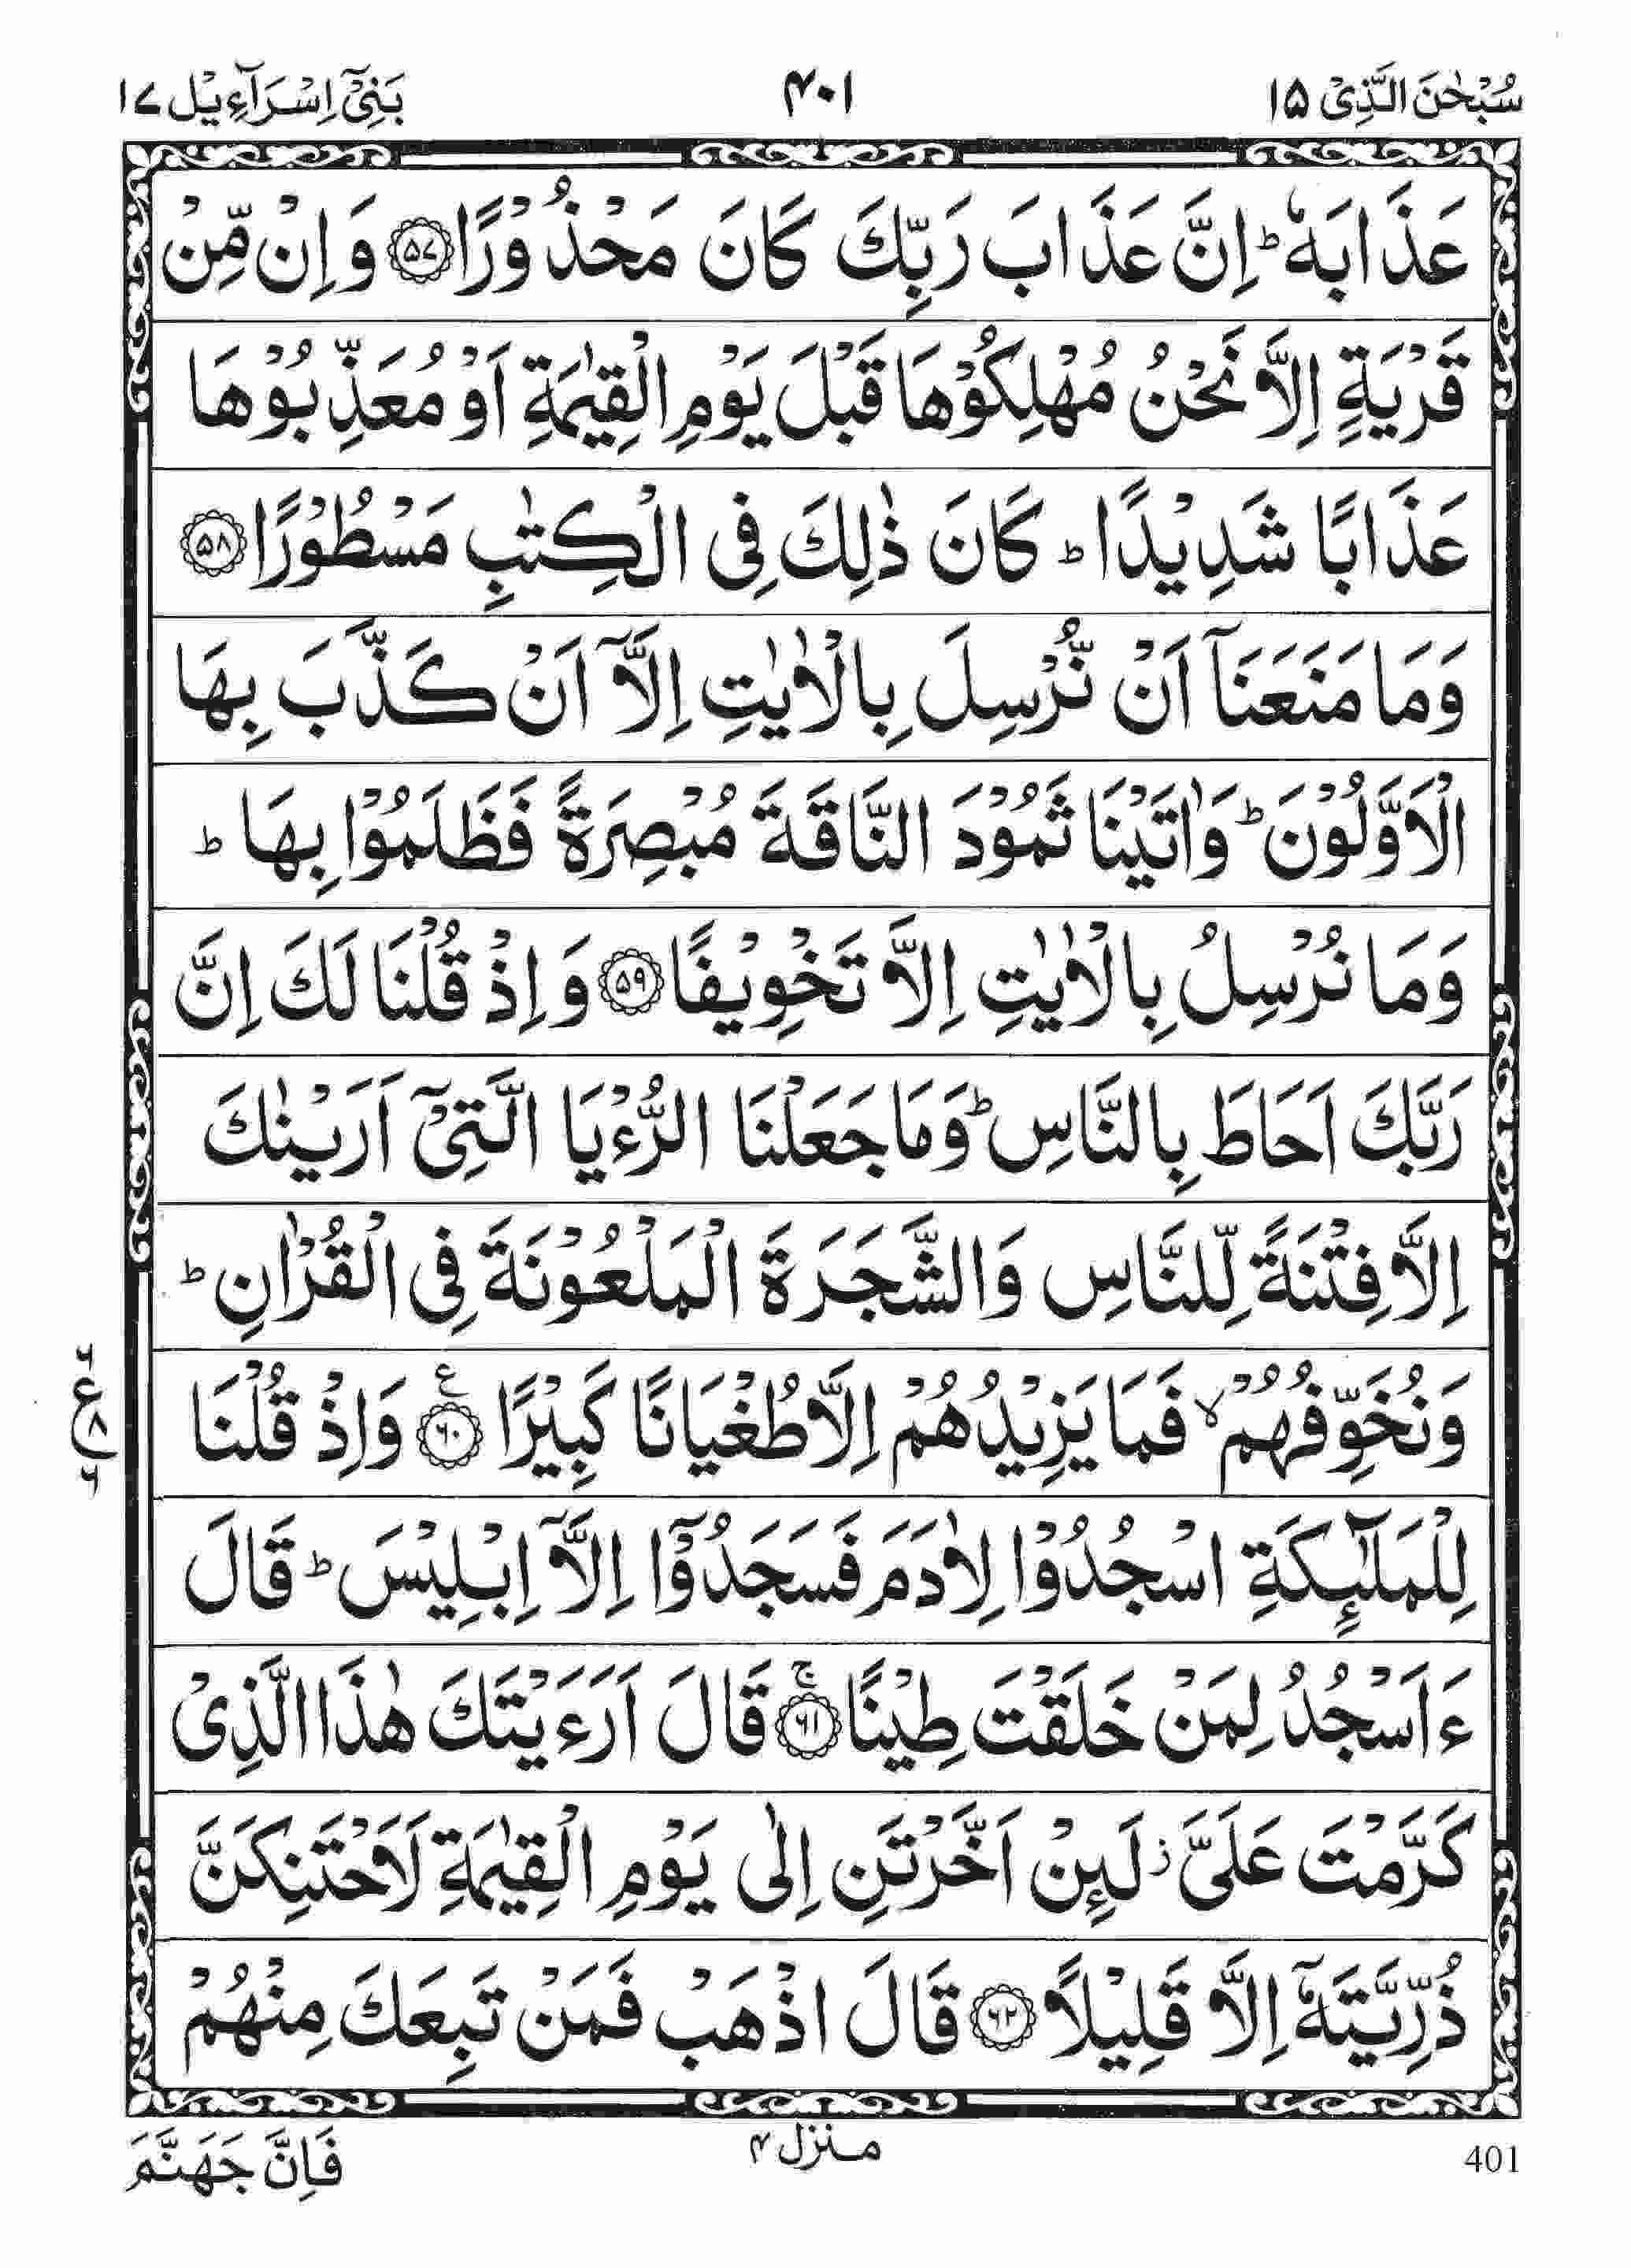 سُبْحٰنَ الَّذِیْ ۱۵
۴۰۱
بَنِیْۤ اِسْرَآءِیْل ۱۷
عَذَابَهٗ ؕ اِنَّ عَذَابَ رَبِّكَ كَانَ مَحْذُوْرًا ﴿۵۷﴾ وَ اِنْ مِّنْ
قَرْیَةٍ اِلَّا نَحْنُ مُهْلِكُوْهَا قَبْلَ یَوْمِ الْقِیٰمَةِ اَوْ مُعَذِّبُوْهَا
عَذَابًا شَدِیْدًا ؕ كَانَ ذٰلِكَ فِی الْكِتٰبِ مَسْطُوْرًا ﴿۵۸﴾
وَمَا مَنَعَنَاۤ اَنْ نُّرْسِلَ بِالْاٰیٰتِ اِلَّاۤ اَنْ كَذَّبَ بِهَا
الْاَوَّلُوْنَ ؕ وَاٰتَیْنَا ثَمُوْدَ النَّاقَةَ مُبْصِرَةً فَظَلَمُوْا بِهَا ؕ
وَمَا نُرْسِلُ بِالْاٰیٰتِ اِلَّا تَخْوِیْفًا ﴿۵۹﴾ وَ اِذْ قُلْنَا لَكَ اِنَّ
رَبَّكَ اَحَاطَ بِالنَّاسِ ؕ وَمَا جَعَلْنَا الرُّءْیَا الَّتِیْۤ اَرَیْنٰكَ
اِلَّا فِتْنَةً لِّلنَّاسِ وَالشَّجَرَةَ الْمَلْعُوْنَةَ فِی الْقُرْاٰنِ ؕ
وَنُخَوِّفُهُمْ ۙ فَمَا یَزِیْدُهُمْ اِلَّا طُغْیَانًا كَبِیْرًا ﴿۶۰﴾ ع وَاِذْ قُلْنَا
۶ ع ۸ ۶
لِلْمَلٰٓىِٕكَةِ اسْجُدُوْا لِاٰدَمَ فَسَجَدُوْۤا اِلَّاۤ اِبْلِیْسَ ؕ قَالَ
ءَاَسْجُدُ لِمَنْ خَلَقْتَ طِیْنًا ﴿۶۱﴾ ۚ قَالَ اَرَءَیْتَكَ هٰذَا الَّذِیْ
كَرَّمْتَ عَلَیَّ ؗ لَىِٕنْ اَخَّرْتَنِ اِلٰی یَوْمِ الْقِیٰمَةِ لَاَحْتَنِكَنَّ
ذُرِّیَّتَهٗۤ اِلَّا قَلِیْلًا ﴿۶۲﴾ قَالَ اذْهَبْ فَمَنْ تَبِعَكَ مِنْهُمْ
401
منزل ۴
فَاِنَّ جَهَنَّمَ